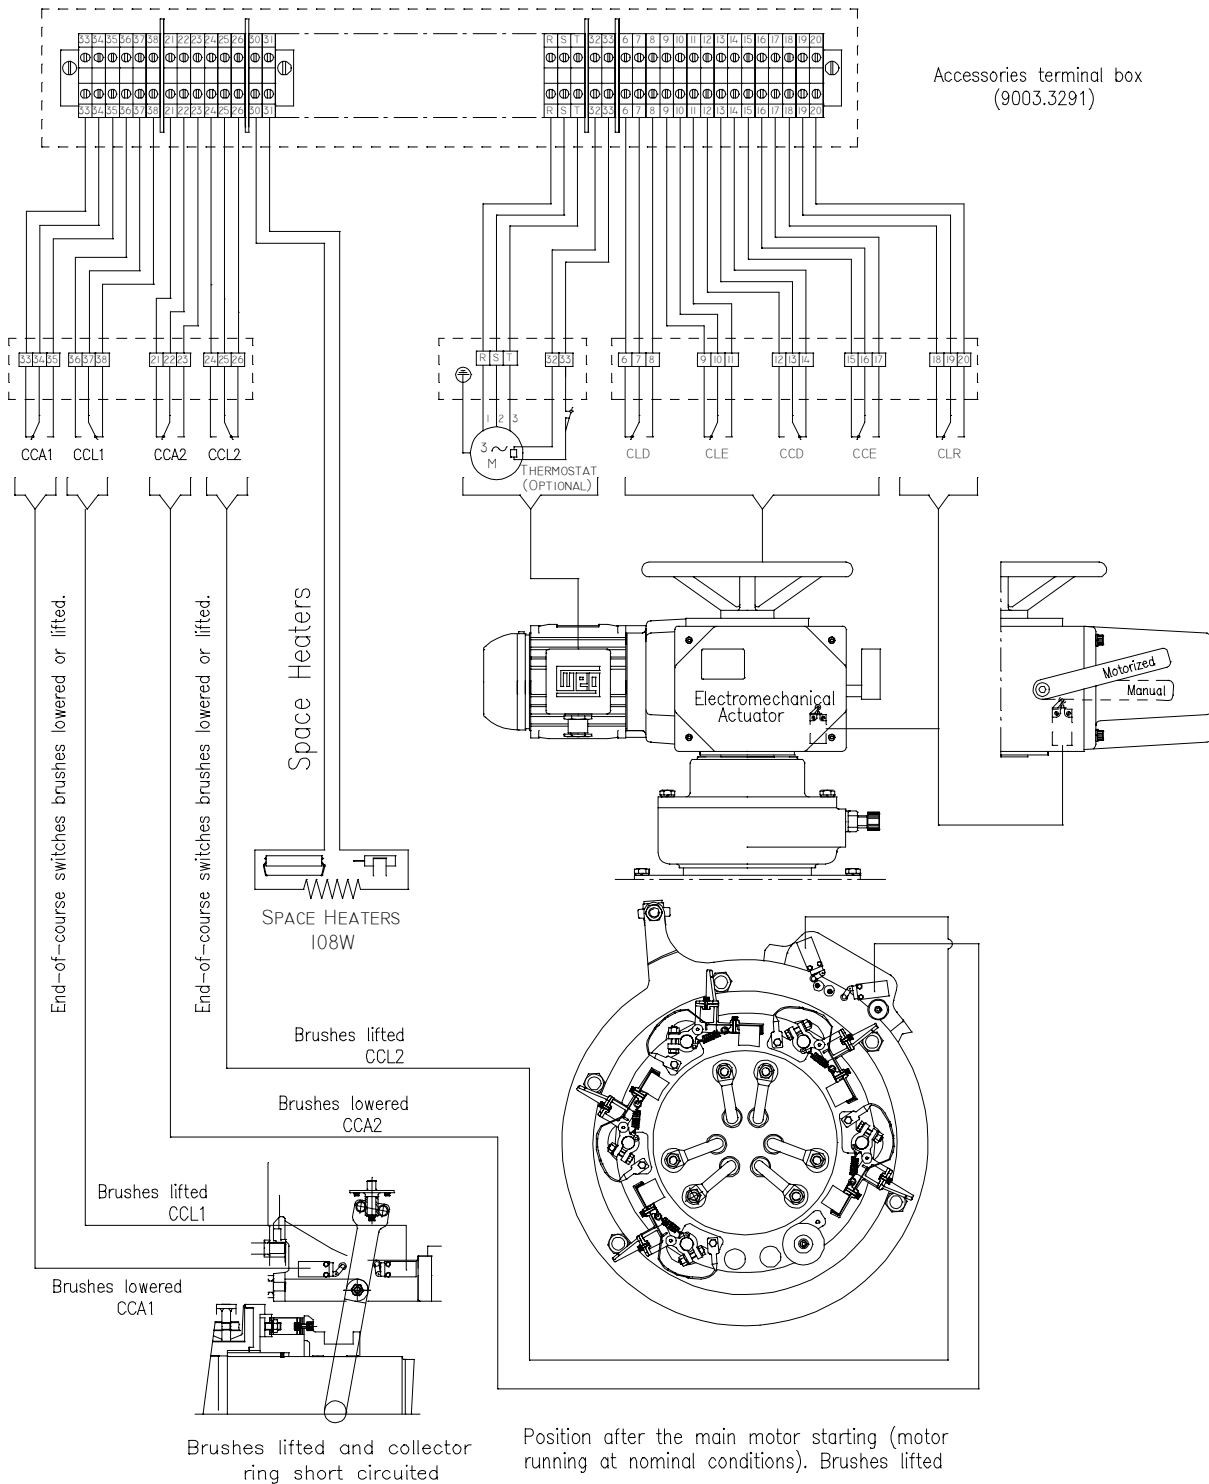 33 34 35 36 37 38 21 22 23 24 25 26 30 31
R S T 32 33 6 7 8 9 10 11 12 13 14 15 16 17 18 19 20
Accessories terminal box
(9003.3291)
33 34 35 36 37 38 21 22 23 24 25 26 30 31
R S T 32 33 6 7 8 9 10 11 12 13 14 15 16 17 18 19 20
33 34 35 36 37 38 21 22 23 24 25 26
R S T 32 33 6 7 8 9 10 11 12 13 14 15 16 17 18 19 20
1 2 3
3 ~
M
CCA1 CCL1 CCA2 CCL2
CLD CLE CCD CCE CLR
THERMOSTAT
(OPTIONAL)
End-of-course switches brushes lowered or lifted.
End-of-course switches brushes lowered or lifted.
Space Heaters
Electromechanical
Actuator
Motorized
Manual
SPACE HEATERS
108W
Brushes lifted
CCL2
Brushes lowered
CCA2
Brushes lifted
CCL1
Brushes lowered
CCA1
Brushes lifted and collector
ring short circuited
Position after the main motor starting (motor
running at nominal conditions). Brushes lifted